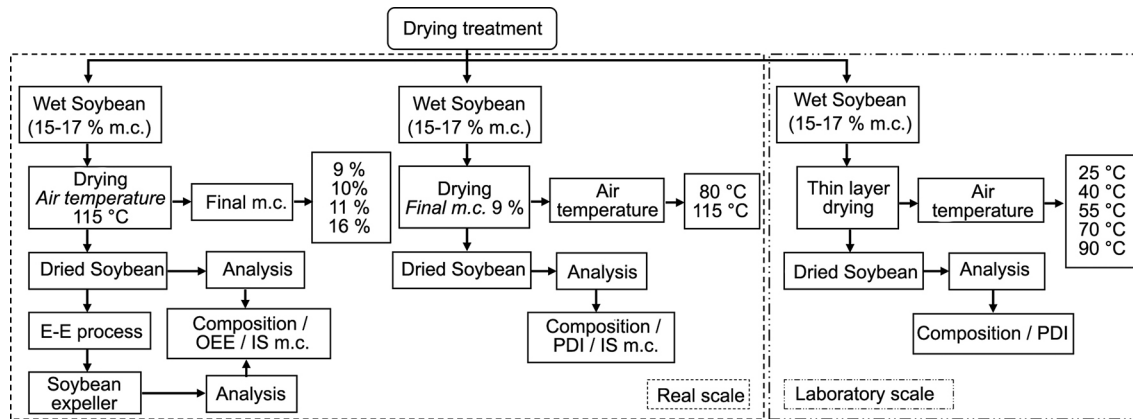 Drying treatment
Wet Soybean
(15-17 % m.c.)
Drying
Air temperature
115 °C
Final m.c.
9 %
10%
11 %
16 %
Dried Soybean
Analysis
E-E process
Composition /
OEE / IS m.c.
Soybean
expeller
Analysis
Wet Soybean
(15-17 % m.c.)
Drying
Final m.c. 9 %
Air
temperature
80 °C
115 °C
Dried Soybean
Analysis
Composition /
PDI / IS m.c.
Real scale
Wet Soybean
(15-17 % m.c.)
Thin layer
drying
Air
temperature
25 °C
40 °C
55 °C
70 °C
90 °C
Dried Soybean
Analysis
Composition / PDI
Laboratory scale